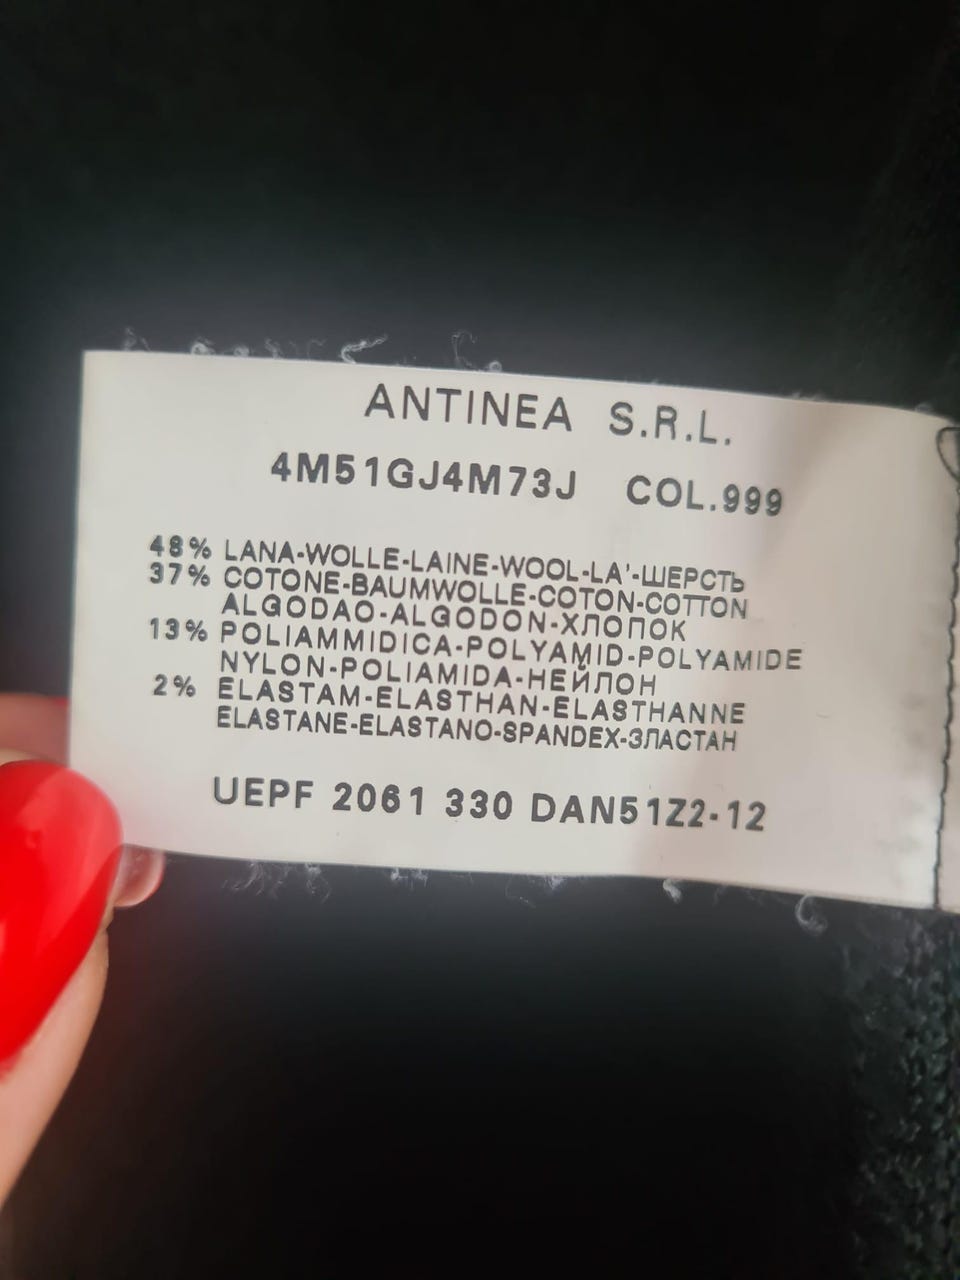 ANTINEA S.R.L.
4M51GJ4M73J COL.999
48% LANA-WOLLE-LAINE-WOOL-LA'-ШЕРСТЬ
37% COTONE-BAUMWOLLE-COTON-COTTON
ALGODAO-ALGODON-ХЛОПОК
13% POLIAMMIDICA-POLYAMID-POLYAMIDE
NYLON-POLIAMIDA-НЕЙЛОН
2% ELASTAM-ELASTHAN-ELASTHANNE
ELASTANE-ELASTANO-SPANDEX-ЗЛАСТАН
UEPF 2061 330 DAN51Z2-12